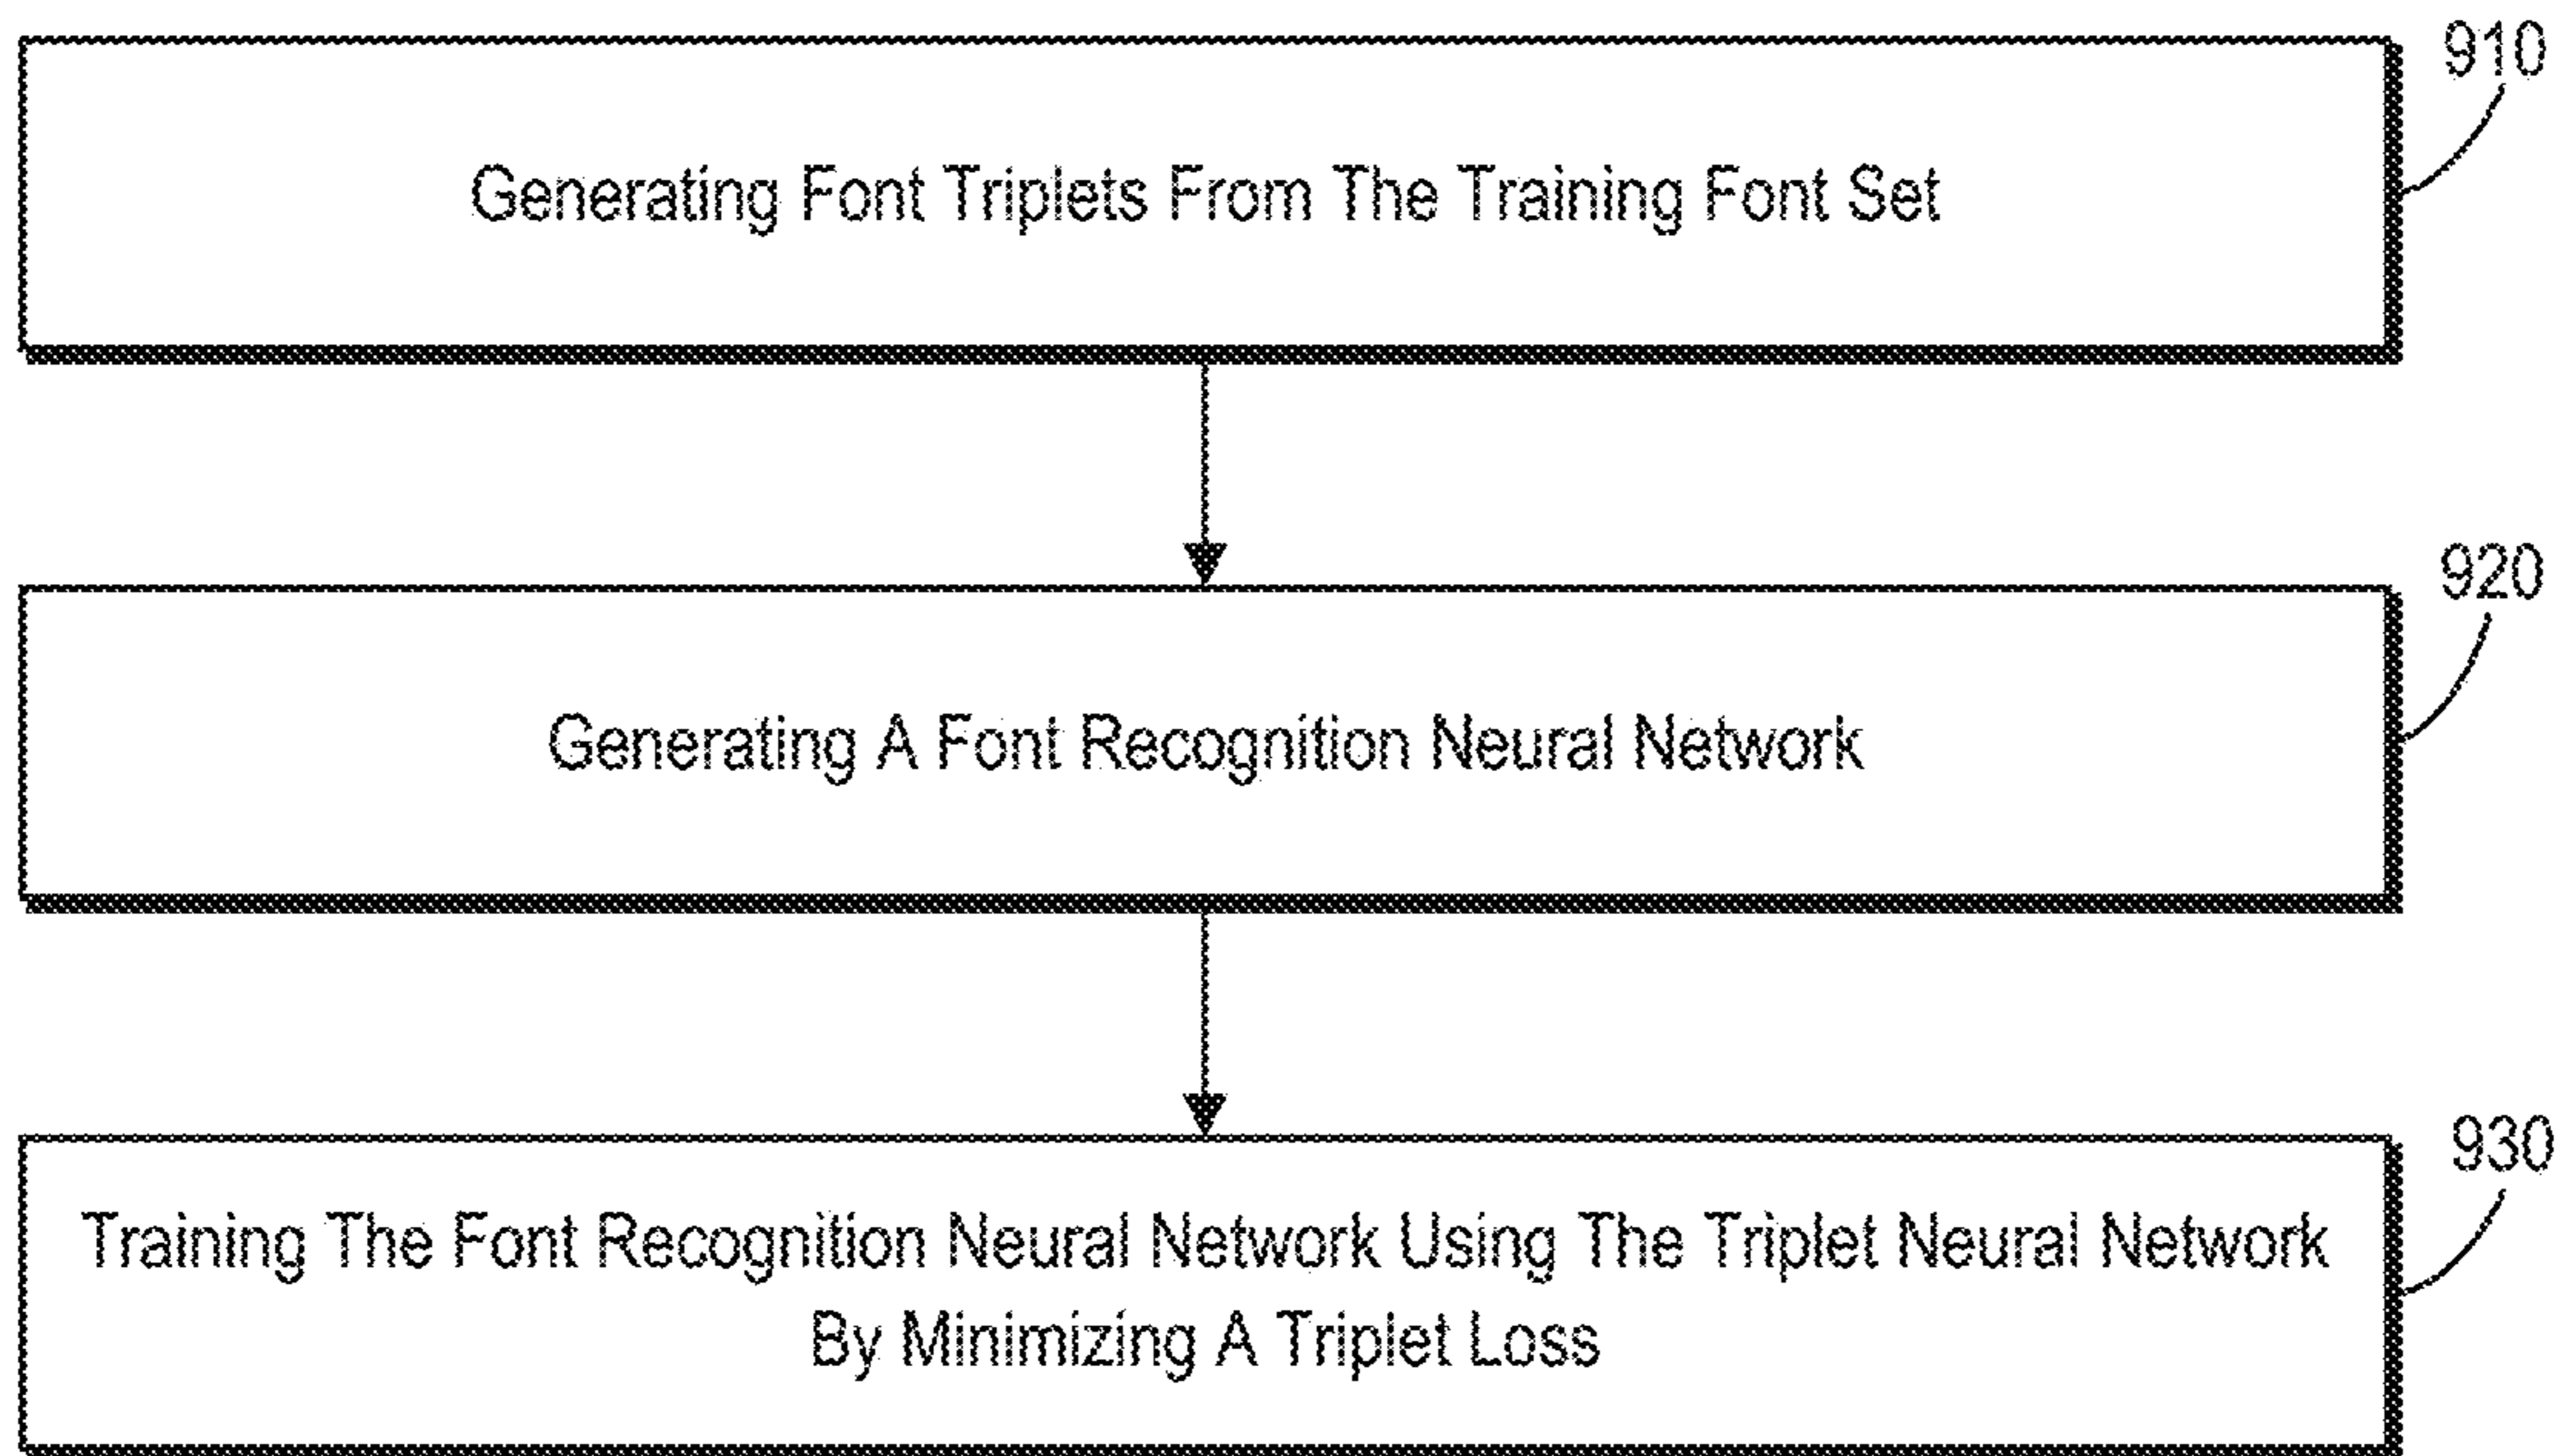 910
Generating Font Triplets From The Training Font Set
920
Generating A Font Recognition Neural Network
930
Training The Font Recognition Neural Network Using The Triplet Neural Network
By Minimizing A Triplet Loss